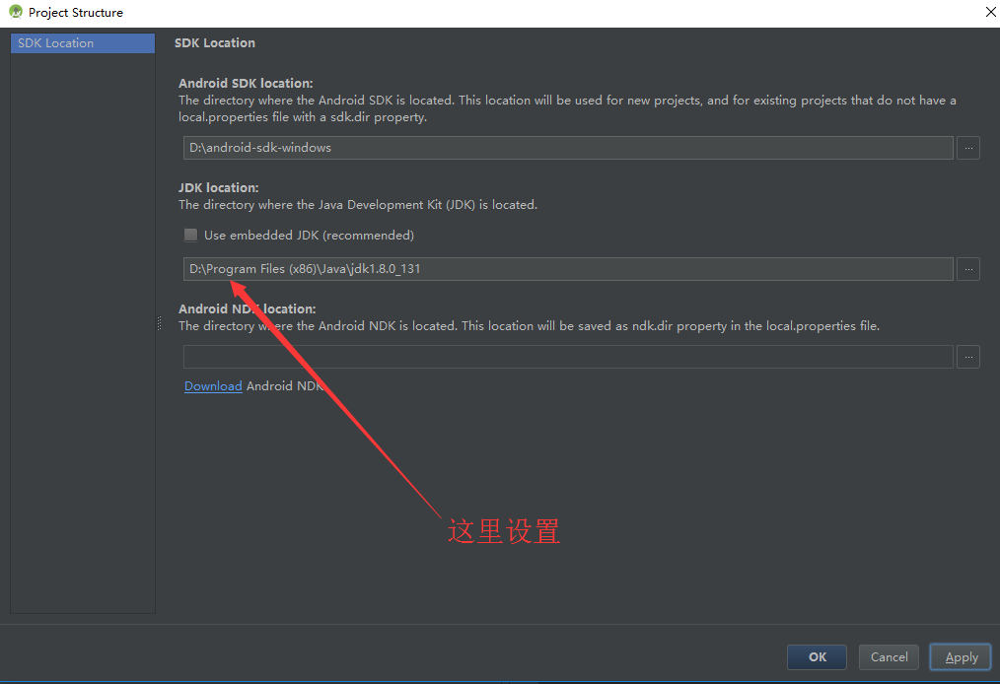 Project Structure
SDK Location
SDK Location
Android SDK location:
The directory where the Android SDK is located. This location will be used for new projects, and for existing projects that do not have a
local.properties file with a sdk.dir property.
D:\android-sdk-windows
...
JDK location:
The directory where the Java Development Kit (JDK) is located.
Use embedded JDK (recommended)
D:\Program Files (x86)\Java\jdk1.8.0_131
...
Android NDK location:
The directory where the Android NDK is located. This location will be saved as ndk.dir property in the local.properties file.
...
Download Android NDK
这里设置
OK
Cancel
Apply